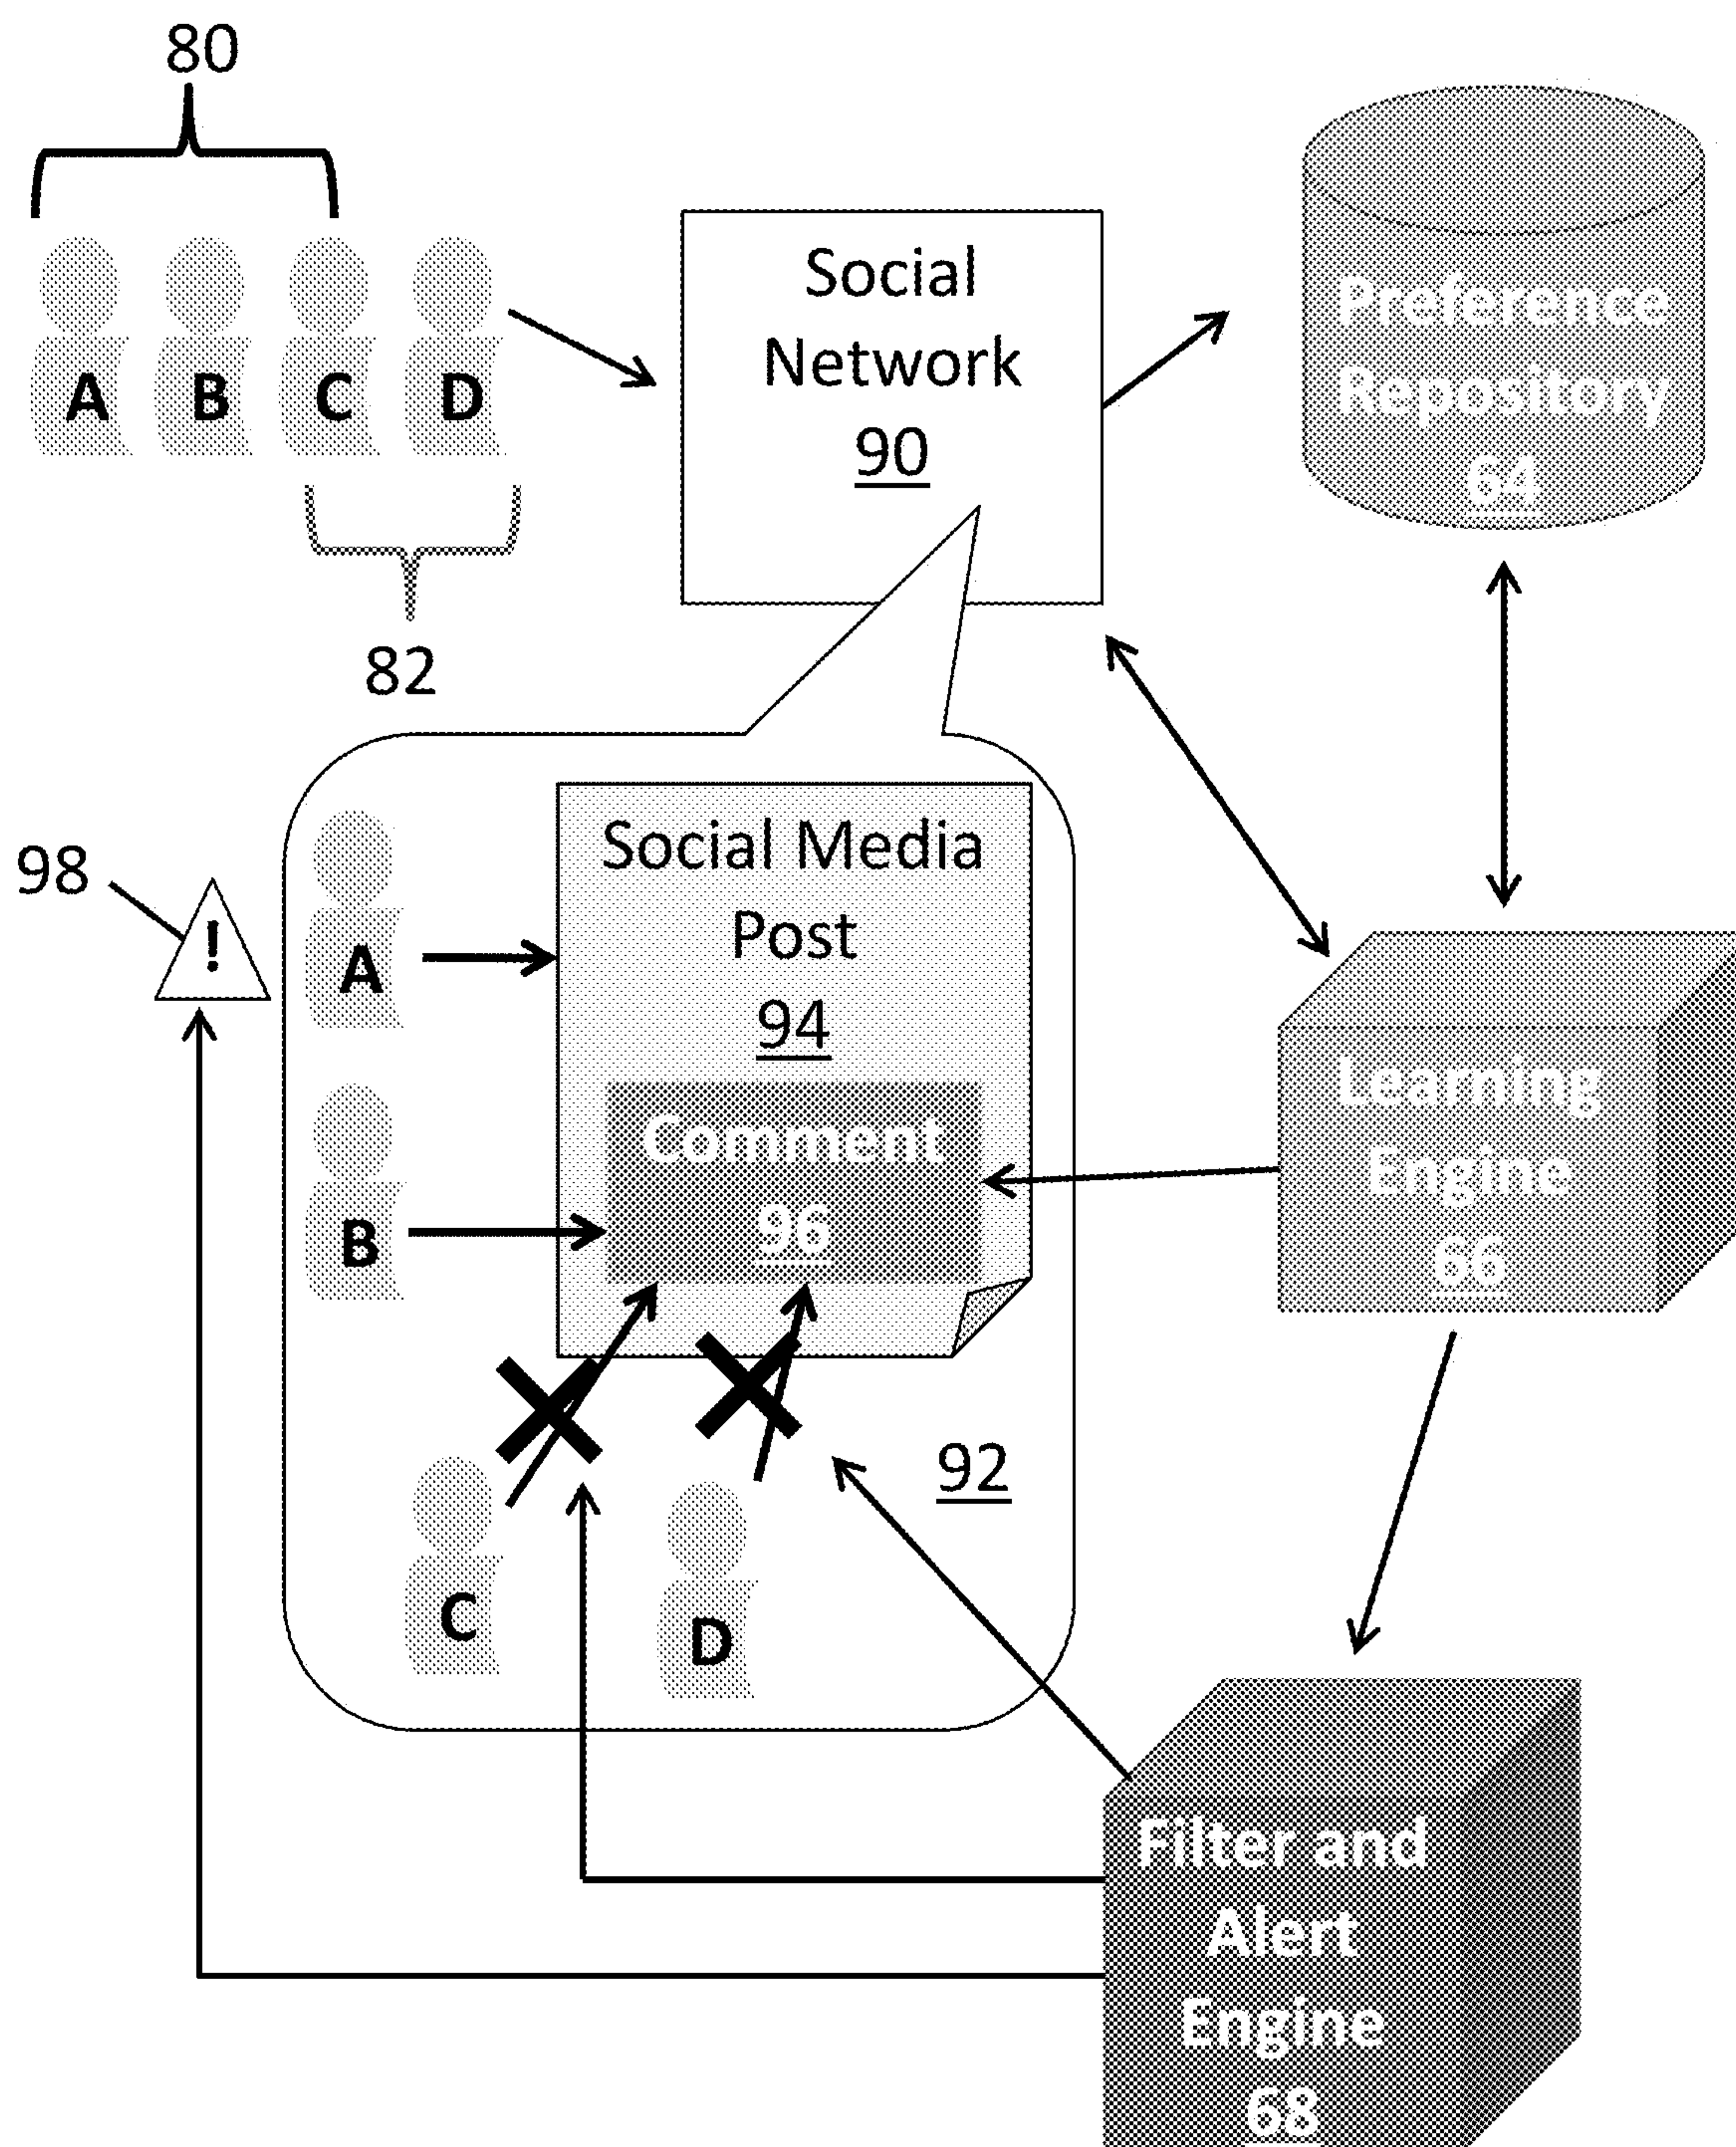 80
A B C D
82
Social
Network
90
Preference
Repository
64
98
!
A
B
Social Media
Post
94
Comment
96
Learning
Engine
66
C
D
92
Filter and
Alert
Engine
68